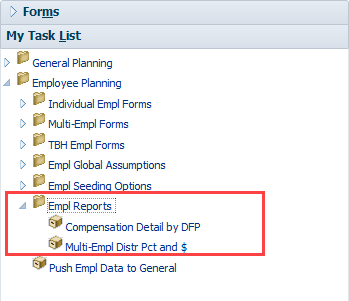 Forms
My Task List
General Planning
Employee Planning
Individual Empl Forms
Multi-Empl Forms
TBH Empl Forms
Empl Global Assumptions
Empl Seeding Options
Empl Reports
Compensation Detail by DFP
Multi-Empl Distr Pct and $
Push Empl Data to General